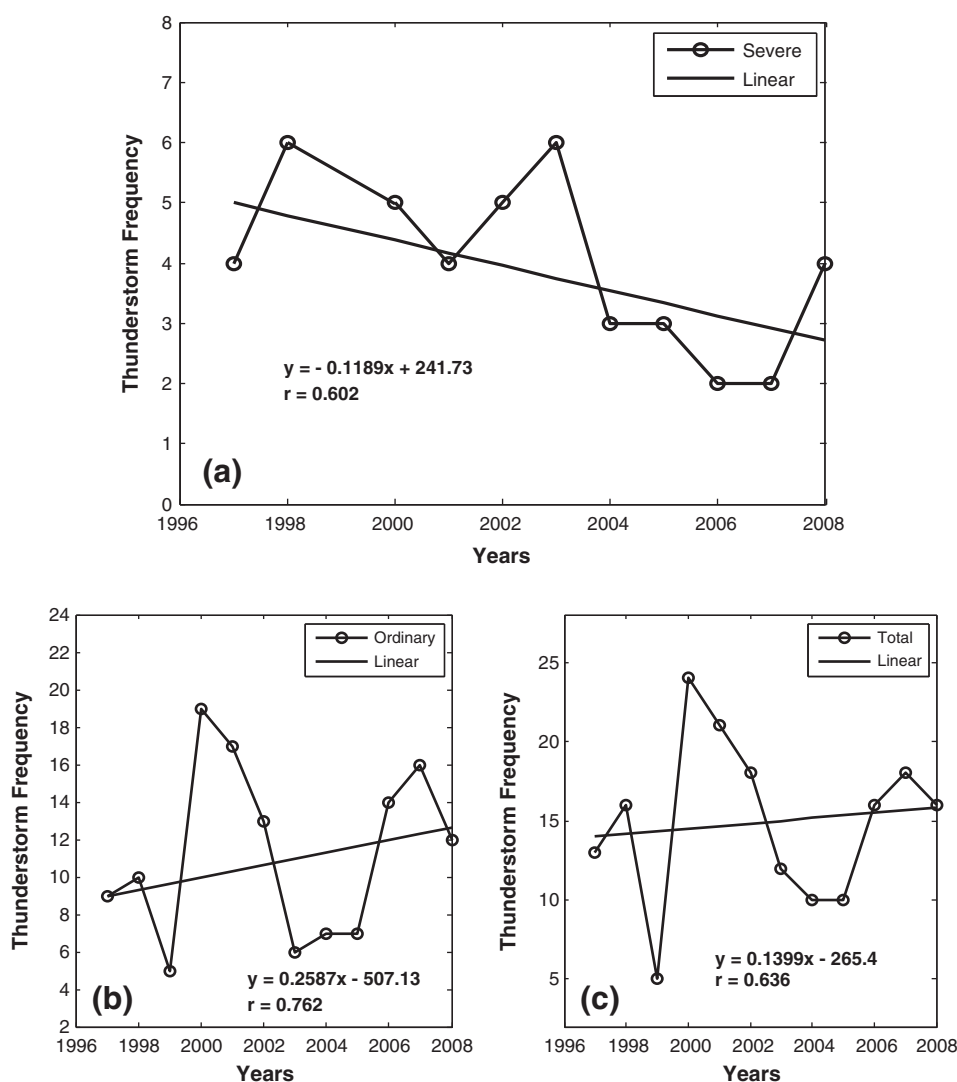 8
7
6
5
4
3
2
1
0
Thunderstorm Frequency
Severe
Linear
y = - 0.1189x + 241.73
r = 0.602
(a)
1996 1998 2000 2002 2004 2006 2008
Years
24
22
20
18
16
14
12
10
8
6
4
2
Thunderstorm Frequency
Ordinary
Linear
y = 0.2587x - 507.13
r = 0.762
(b)
1996 1998 2000 2002 2004 2006 2008
Years
25
20
15
10
5
Thunderstorm Frequency
Total
Linear
y = 0.1399x - 265.4
r = 0.636
(c)
1996 1998 2000 2002 2004 2006 2008
Years